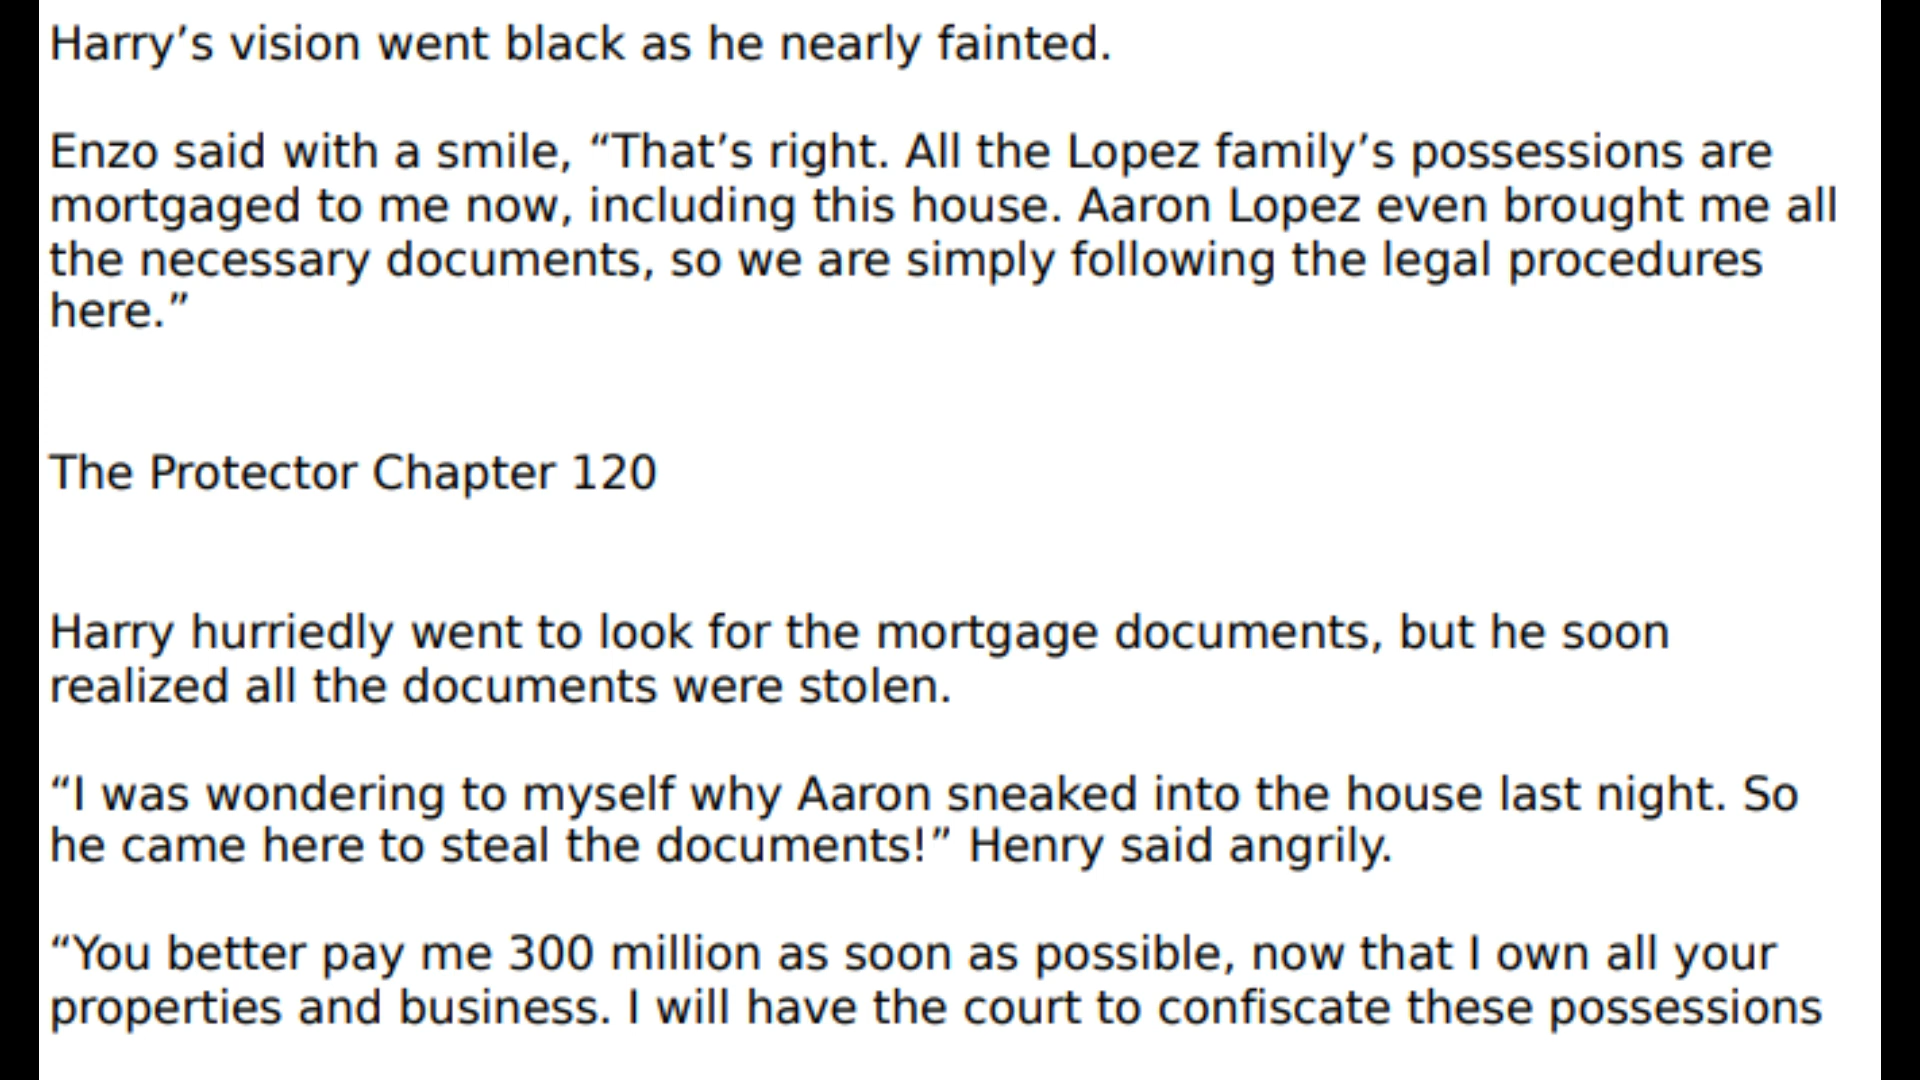 Harry’s vision went black as he nearly fainted.
Enzo said with a smile, “That’s right. All the Lopez family’s possessions are
mortgaged to me now, including this house. Aaron Lopez even brought me all
the necessary documents, so we are simply following the legal procedures
here.”
The Protector Chapter 120
Harry hurriedly went to look for the mortgage documents, but he soon
realized all the documents were stolen.
“I was wondering to myself why Aaron sneaked into the house last night. So
he came here to steal the documents!” Henry said angrily.
“You better pay me 300 million as soon as possible, now that I own all your
properties and business. I will have the court to confiscate these possessions